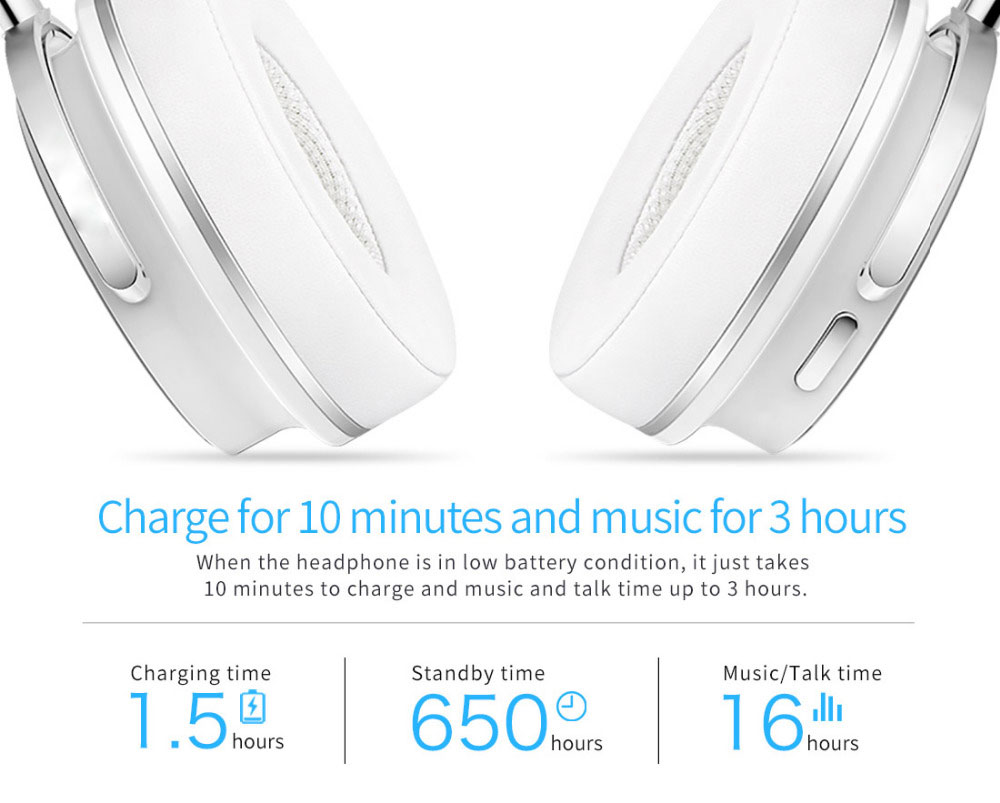 Charge for 10 minutes and music for 3 hours
When the headphone is in low battery condition, it just takes
10 minutes to charge and music and talk time up to 3 hours.
Charging time
1.5 hours
Standby time
650 hours
Music/Talk time
16 hours